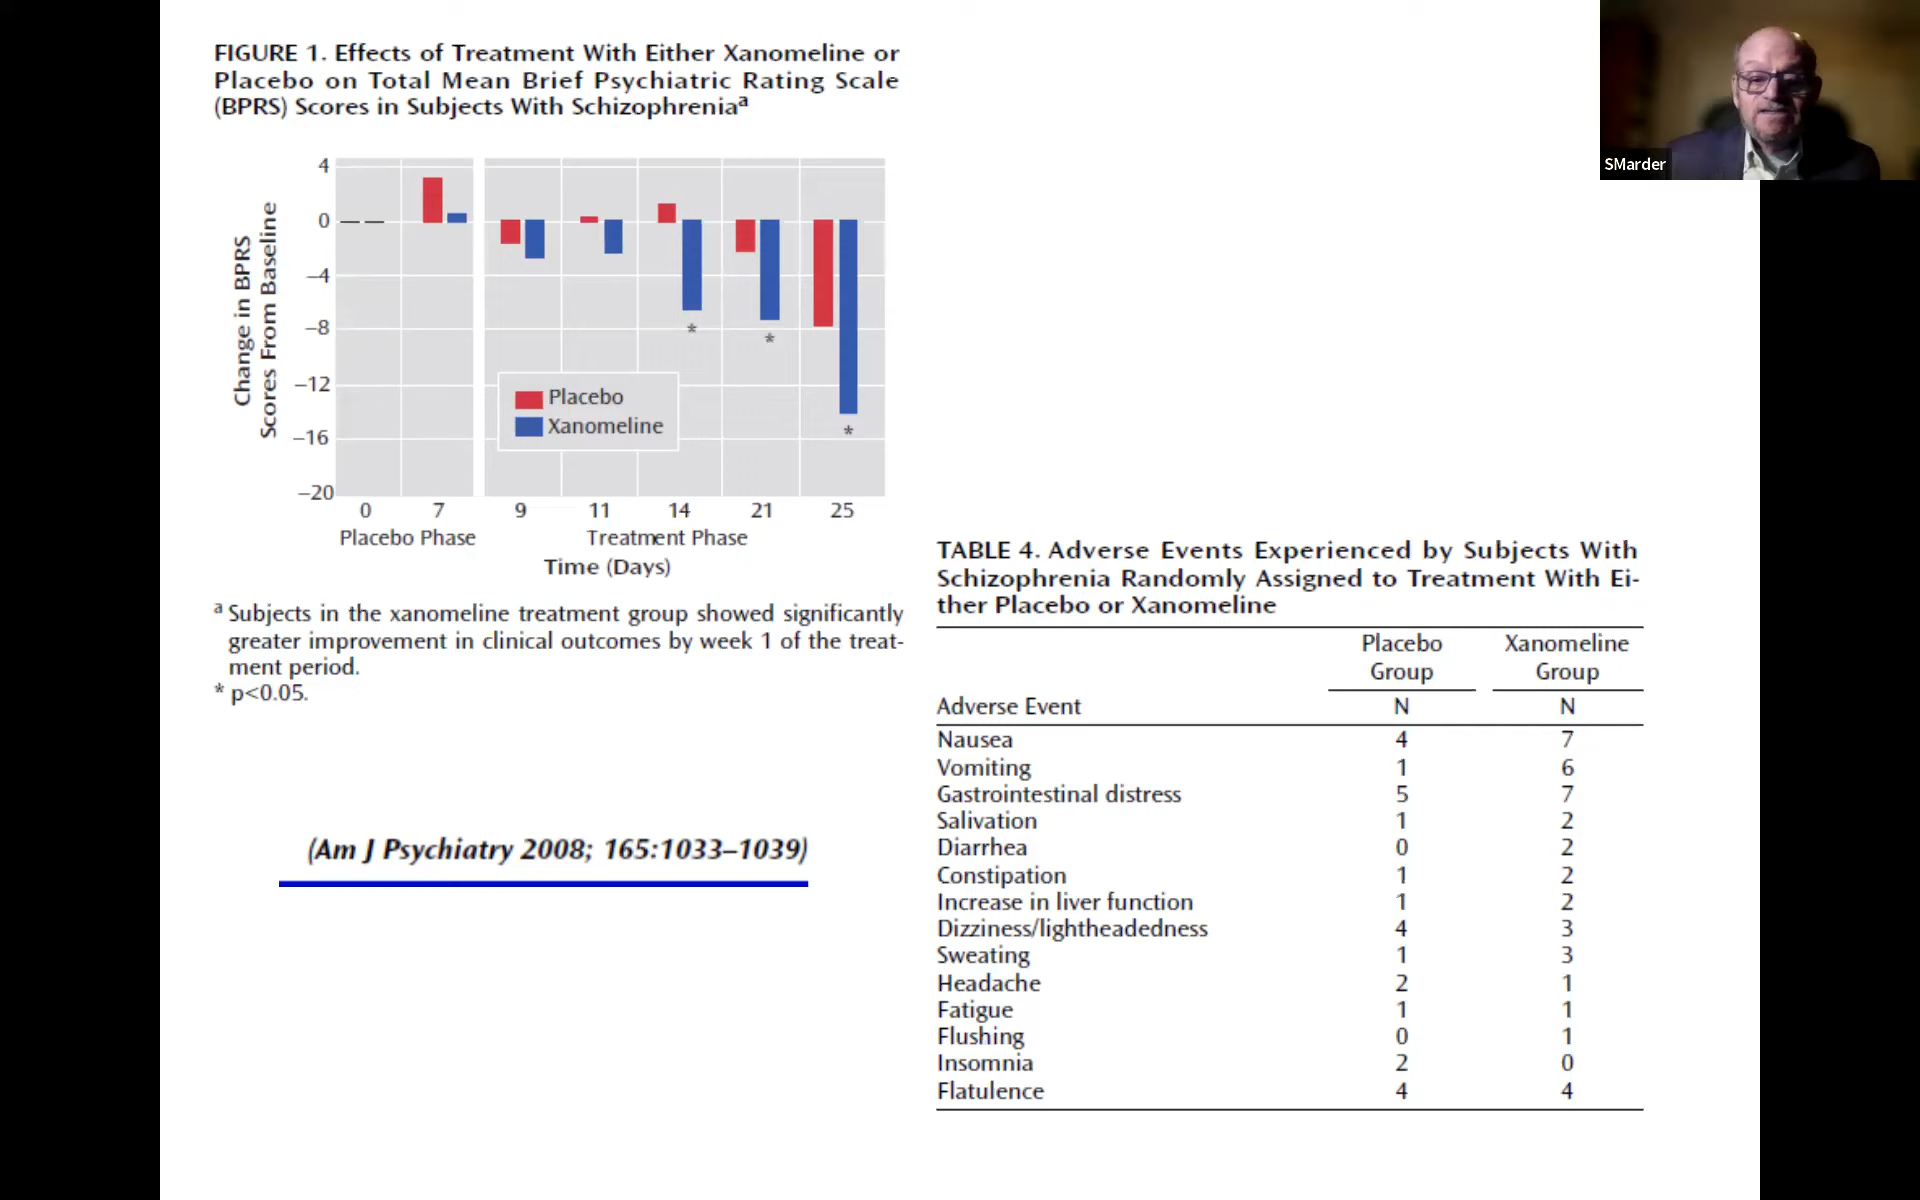 FIGURE 1. Effects of Treatment With Either Xanomeline or
Placebo on Total Mean Brief Psychiatric Rating Scale
(BPRS) Scores in Subjects With Schizophreniaa
Change in BPRS
Scores From Baseline
4
0
–4
–8
–12
–16
–20
*
*
*
Placebo
Xanomeline
0 7 9 11 14 21 25
Placebo Phase Treatment Phase
Time (Days)
a Subjects in the xanomeline treatment group showed significantly
greater improvement in clinical outcomes by week 1 of the treat-
ment period.
* p<0.05.
(Am J Psychiatry 2008; 165:1033–1039)
SMarder
TABLE 4. Adverse Events Experienced by Subjects With
Schizophrenia Randomly Assigned to Treatment With Ei-
ther Placebo or Xanomeline
Placebo Xanomeline
Group Group
Adverse Event N N
Nausea 4 7
Vomiting 1 6
Gastrointestinal distress 5 7
Salivation 1 2
Diarrhea 0 2
Constipation 1 2
Increase in liver function 1 2
Dizziness/lightheadedness 4 3
Sweating 1 3
Headache 2 1
Fatigue 1 1
Flushing 0 1
Insomnia 2 0
Flatulence 4 4